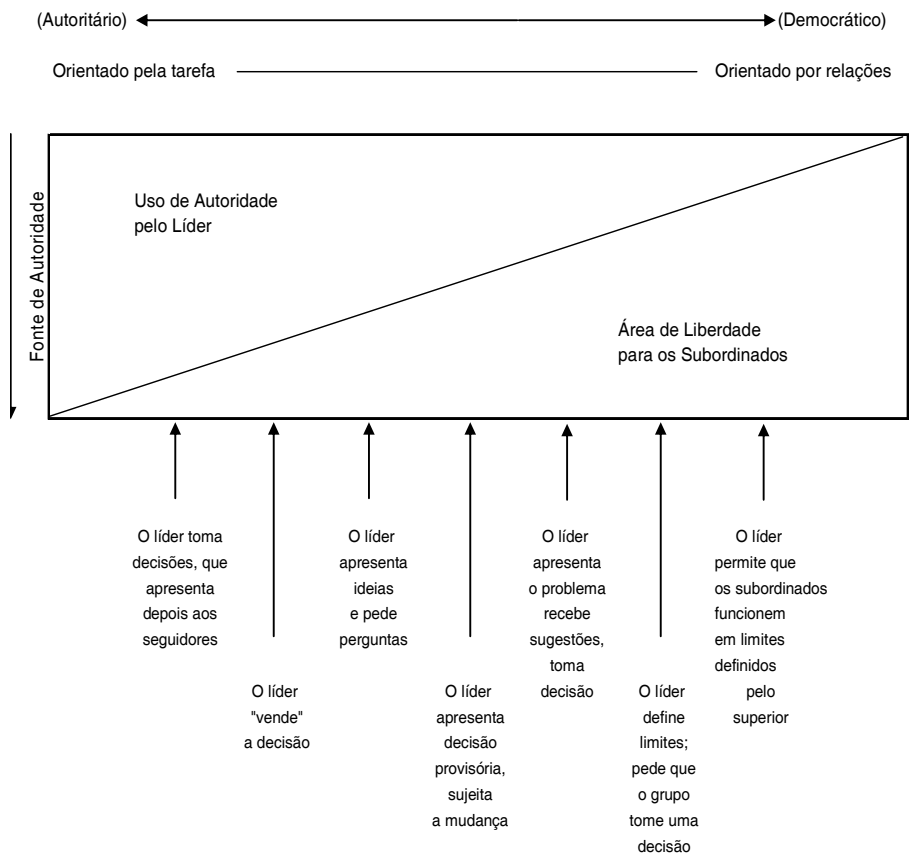 (Autoritário)
(Democrático)
Orientado pela tarefa
Orientado por relações
Fonte de Autoridade
Uso de Autoridade
pelo Líder
Área de Liberdade
para os Subordinados
O líder toma
decisões, que
apresenta
depois aos
seguidores
O líder
"vende"
a decisão
O líder
apresenta
ideias
e pede
perguntas
O líder
apresenta
decisão
provisória,
sujeita
a mudança
O líder
apresenta
o problema
recebe
sugestões,
toma
decisão
O líder
define
limites;
pede que
o grupo
tome uma
decisão
O líder
permite que
os subordinados
funcionem
em limites
definidos
pelo
superior